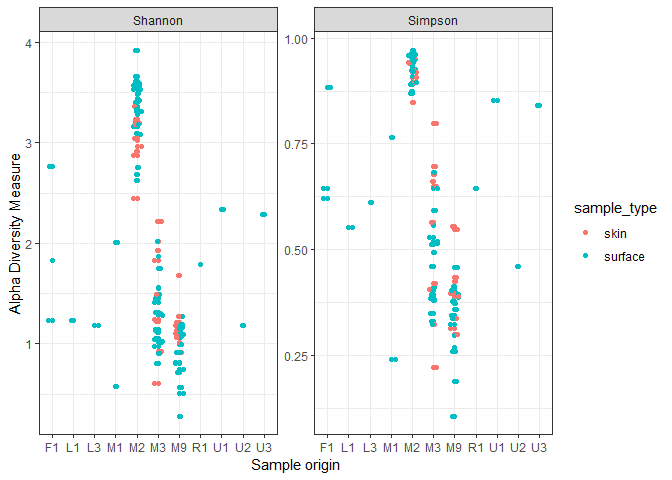 Shannon
Simpson
Alpha Diversity Measure
4
3
2
1
1.00
0.75
0.50
0.25
F1 L1 L3 M1 M2 M3 M9 R1 U1 U2 U3
F1 L1 L3 M1 M2 M3 M9 R1 U1 U2 U3
Sample origin
sample_type
skin
surface